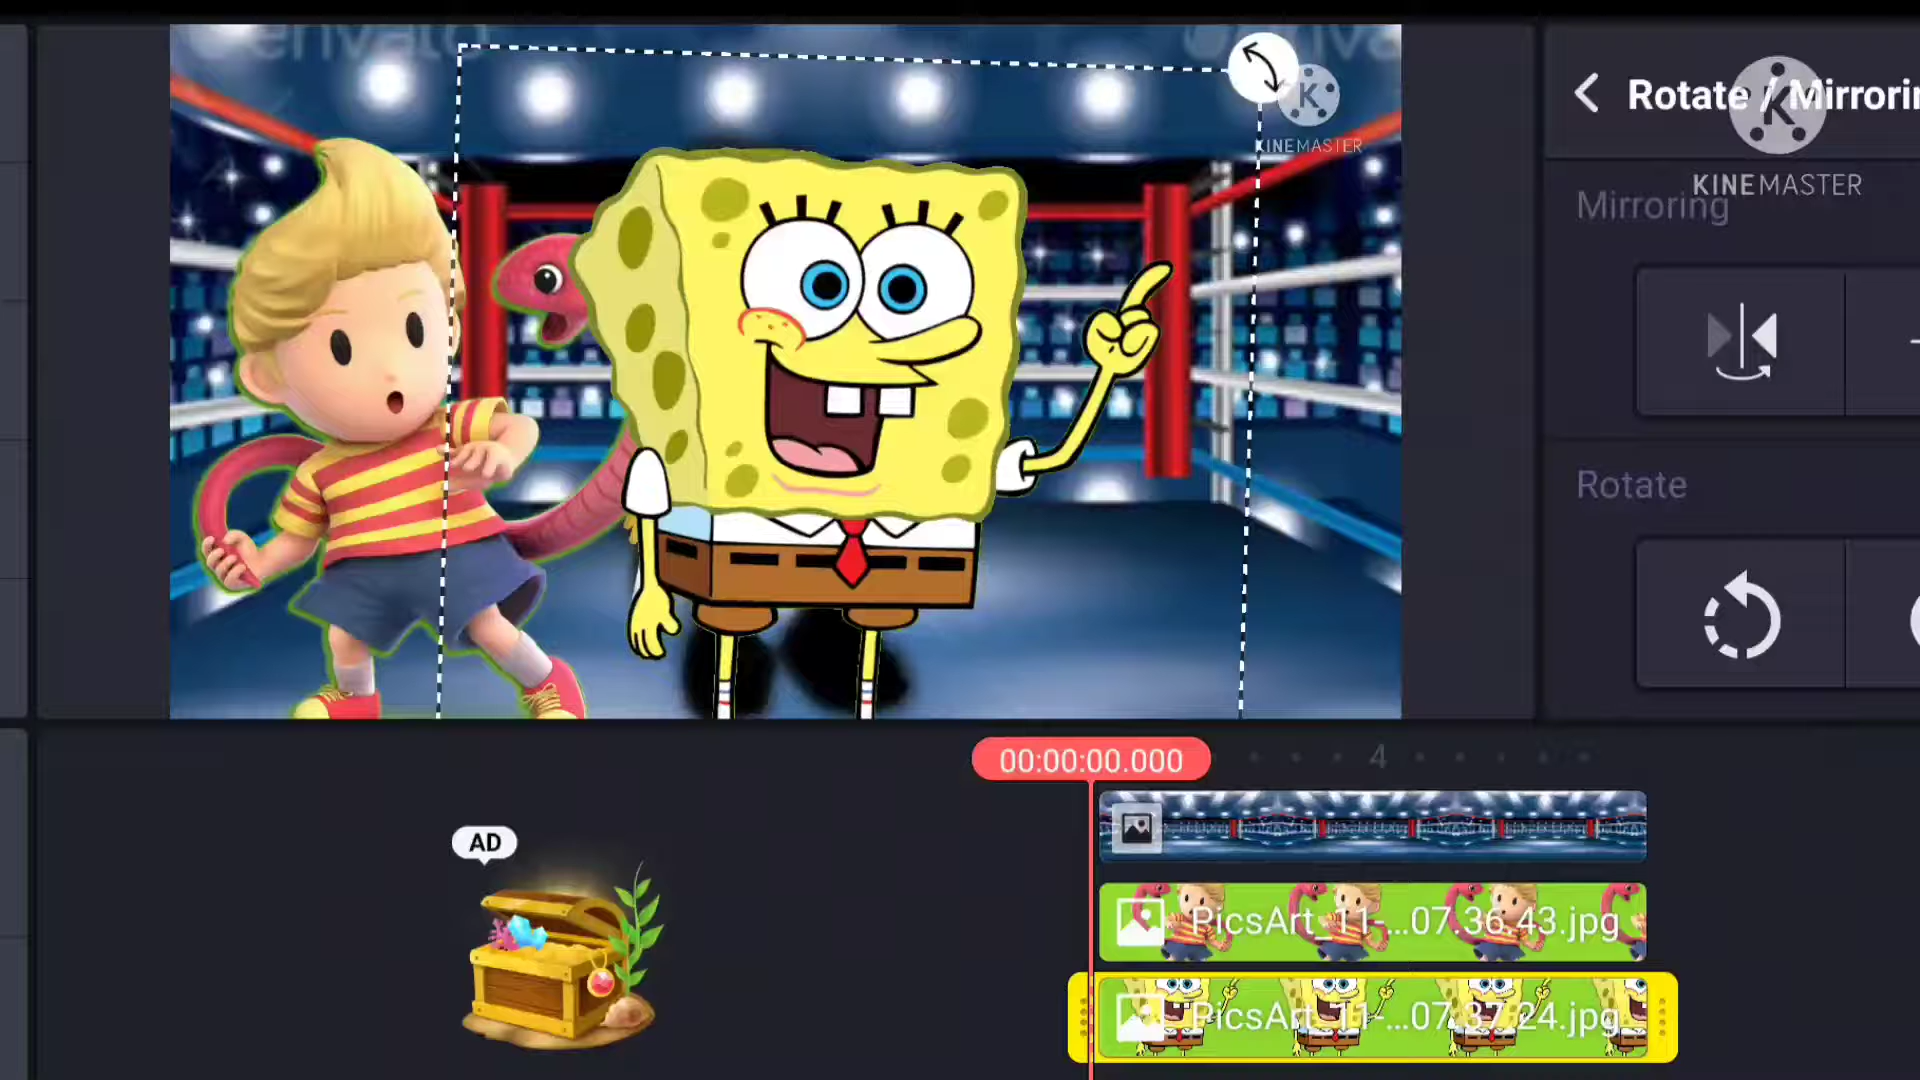 envato
Rotate / Mirrorin
K
KINEMASTER
K
KINEMASTER
Mirroring
Rotate
00:00:00.000
4
AD
PicsArt_11-...07.36.43.jpg
PicsArt_11-...07.37.24.jpg